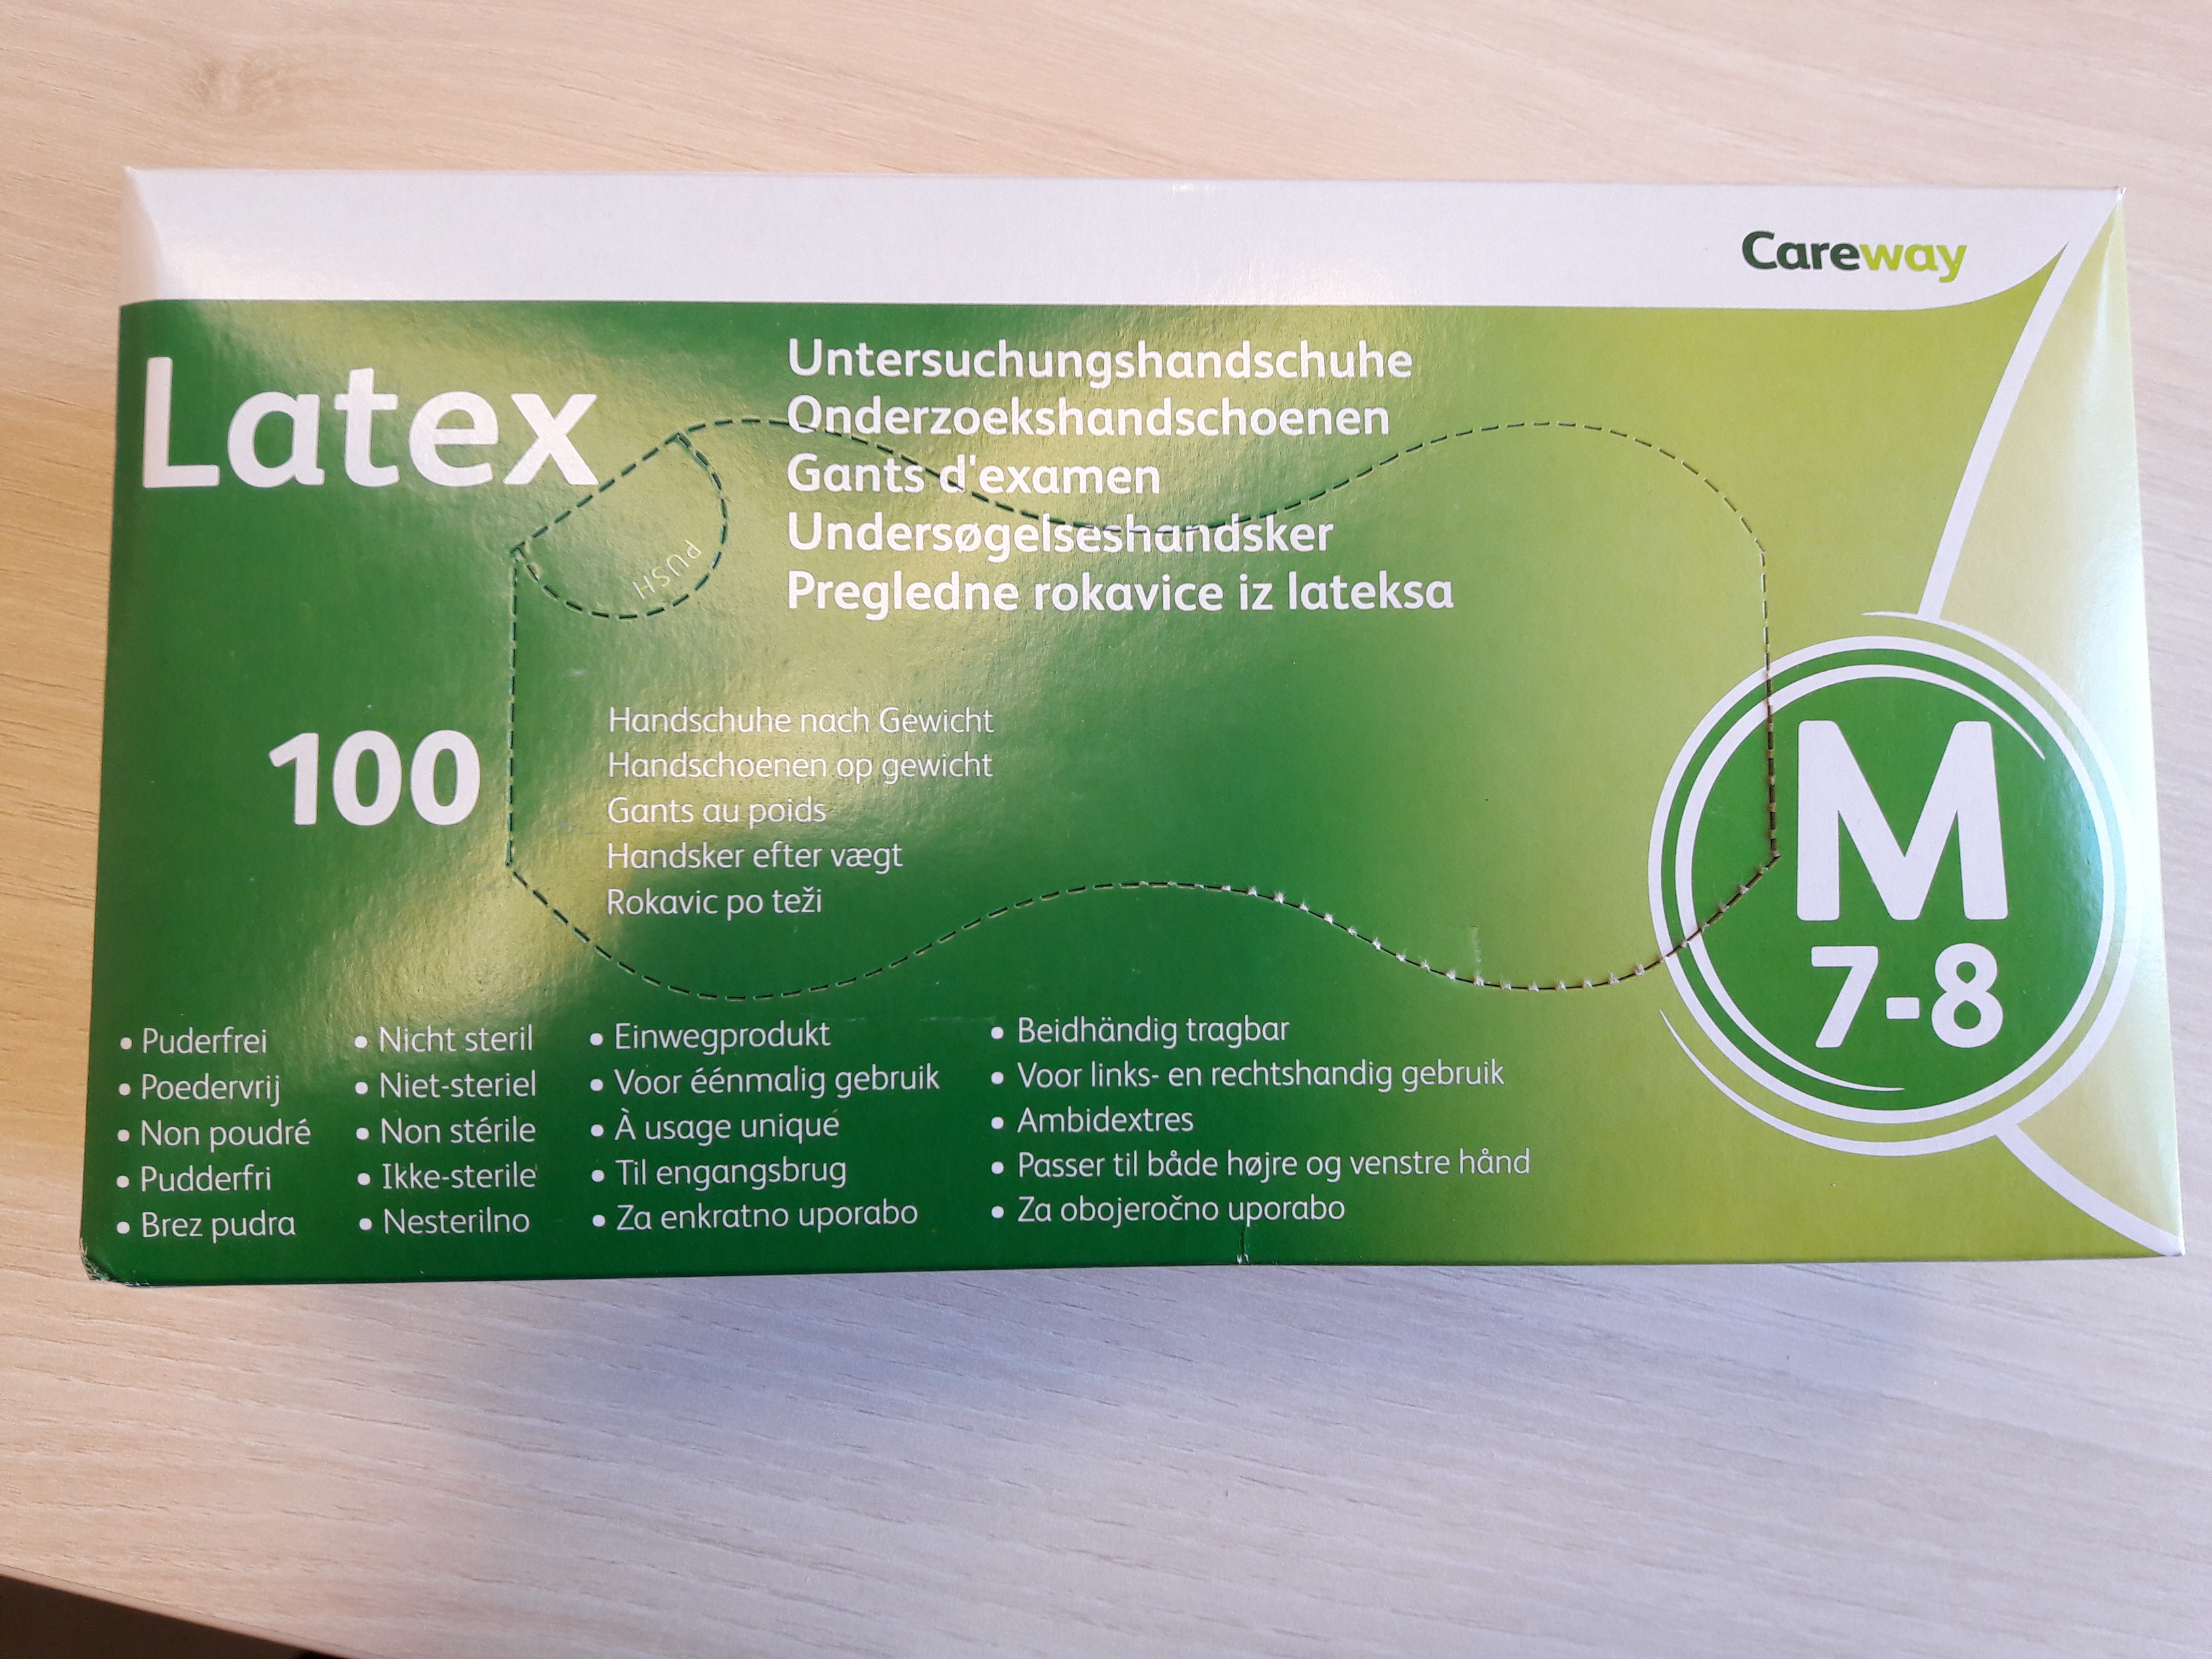 Careway
Latex
Untersuchungshandschuhe
Onderzoekshandschoenen
Gants d'examen
Undersøgelseshandsker
Pregledne rokavice iz lateksa
PUSH
100
Handschuhe nach Gewicht
Handschoenen op gewicht
Gants au poids
Handsker efter vægt
Rokavic po teži
M
7-8
• Puderfrei
• Poedervrij
• Non poudré
• Pudderfri
• Brez pudra
• Nicht steril
• Niet-steriel
• Non stérile
• Ikke-sterile
• Nesterilno
• Einwegprodukt
• Voor éénmalig gebruik
• À usage unique
• Til engangsbrug
• Za enkratno uporabo
• Beidhändig tragbar
• Voor links- en rechtshandig gebruik
• Ambidextres
• Passer til både højre og venstre hånd
• Za obojeročno uporabo